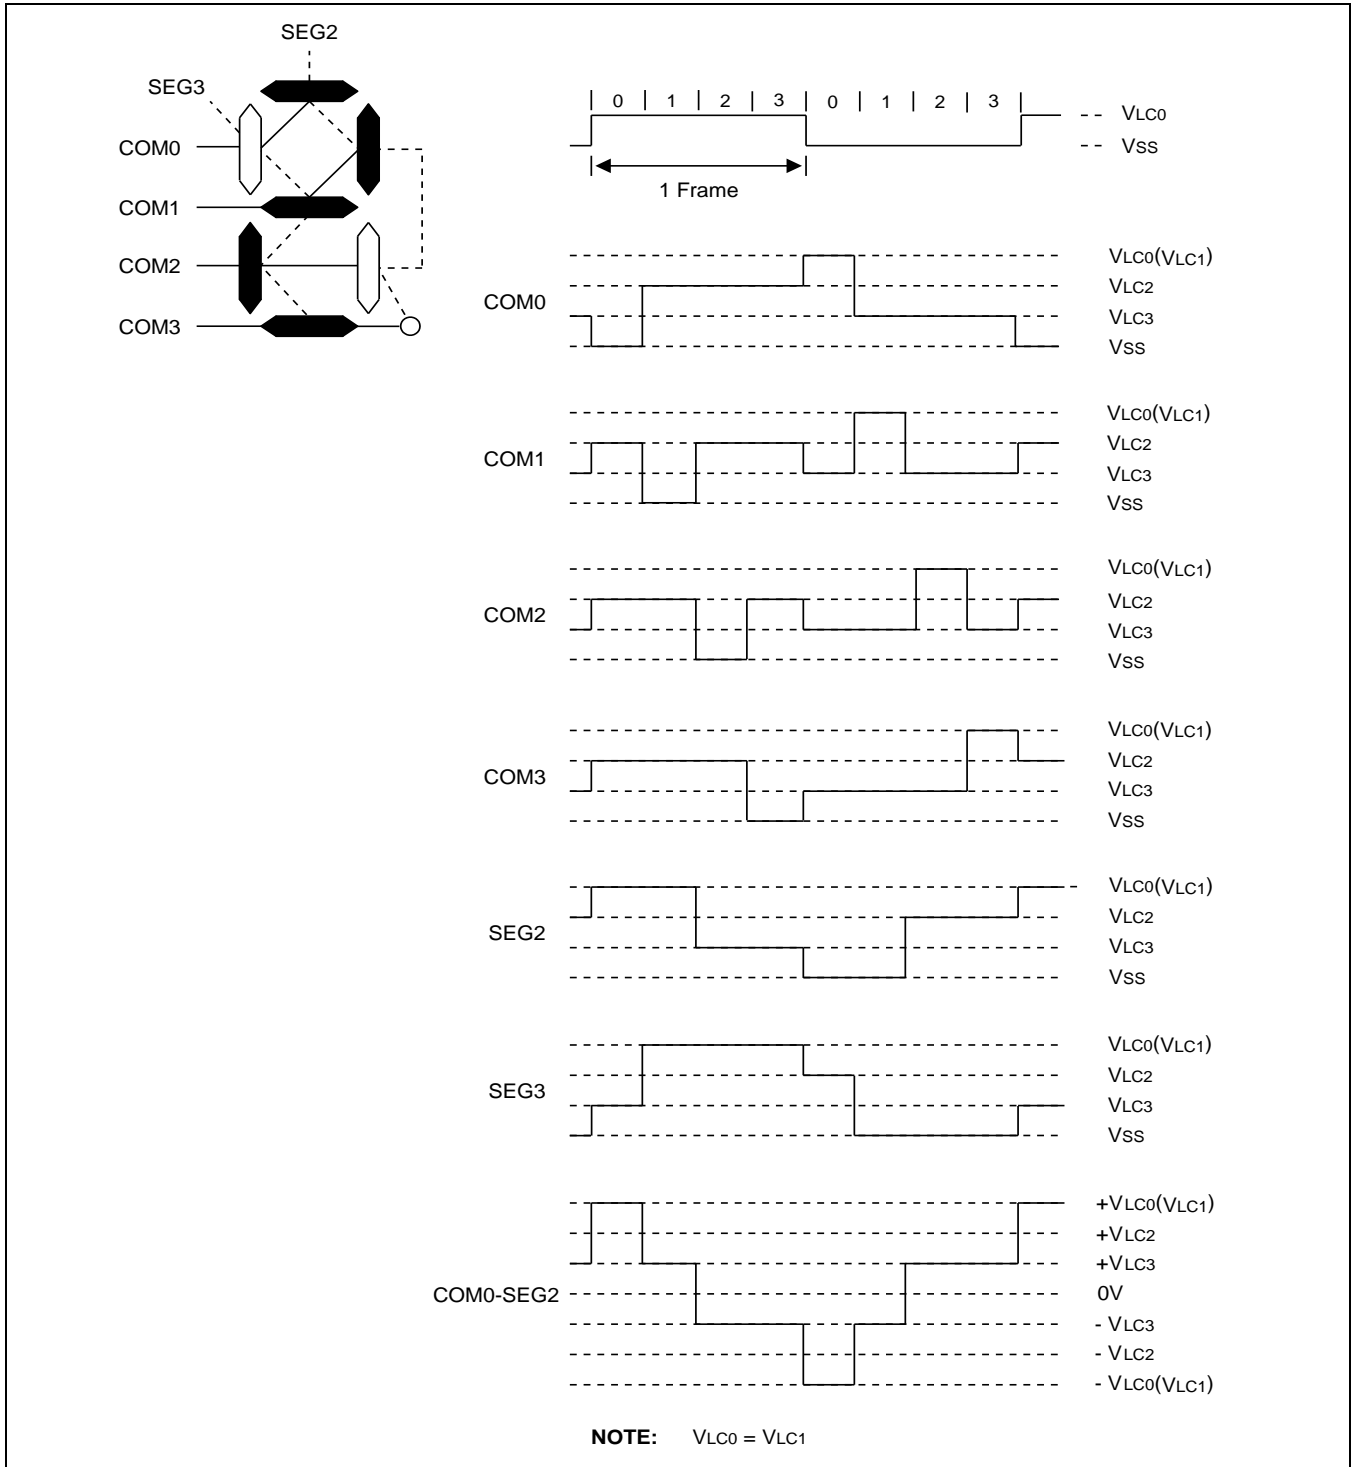 SEG2
SEG3
COM0
COM1
COM2
COM3
0 1 2 3 0 1 2 3
VLC0
VSS
1 Frame
COM0
VLC0(VLC1)
VLC2
VLC3
VSS
COM1
VLC0(VLC1)
VLC2
VLC3
VSS
COM2
VLC0(VLC1)
VLC2
VLC3
VSS
COM3
VLC0(VLC1)
VLC2
VLC3
VSS
SEG2
VLC0(VLC1)
VLC2
VLC3
VSS
SEG3
VLC0(VLC1)
VLC2
VLC3
VSS
COM0-SEG2
+VLC0(VLC1)
+VLC2
+VLC3
0V
- VLC3
- VLC2
- VLC0(VLC1)
NOTE: VLC0 = VLC1